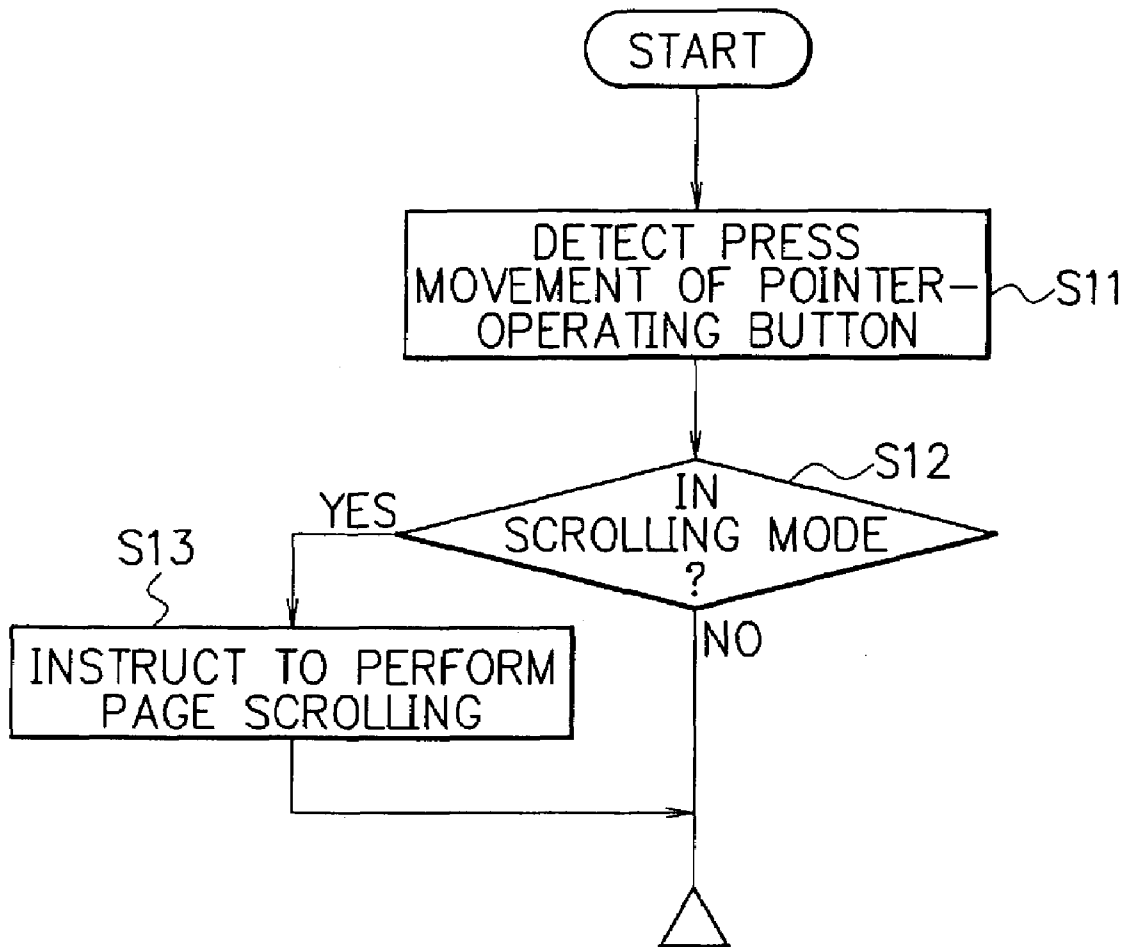 START
DETECT PRESS
MOVEMENT OF POINTER-
OPERATING BUTTON
S11
S12
IN
SCROLLING MODE
?
YES
NO
S13
INSTRUCT TO PERFORM
PAGE SCROLLING